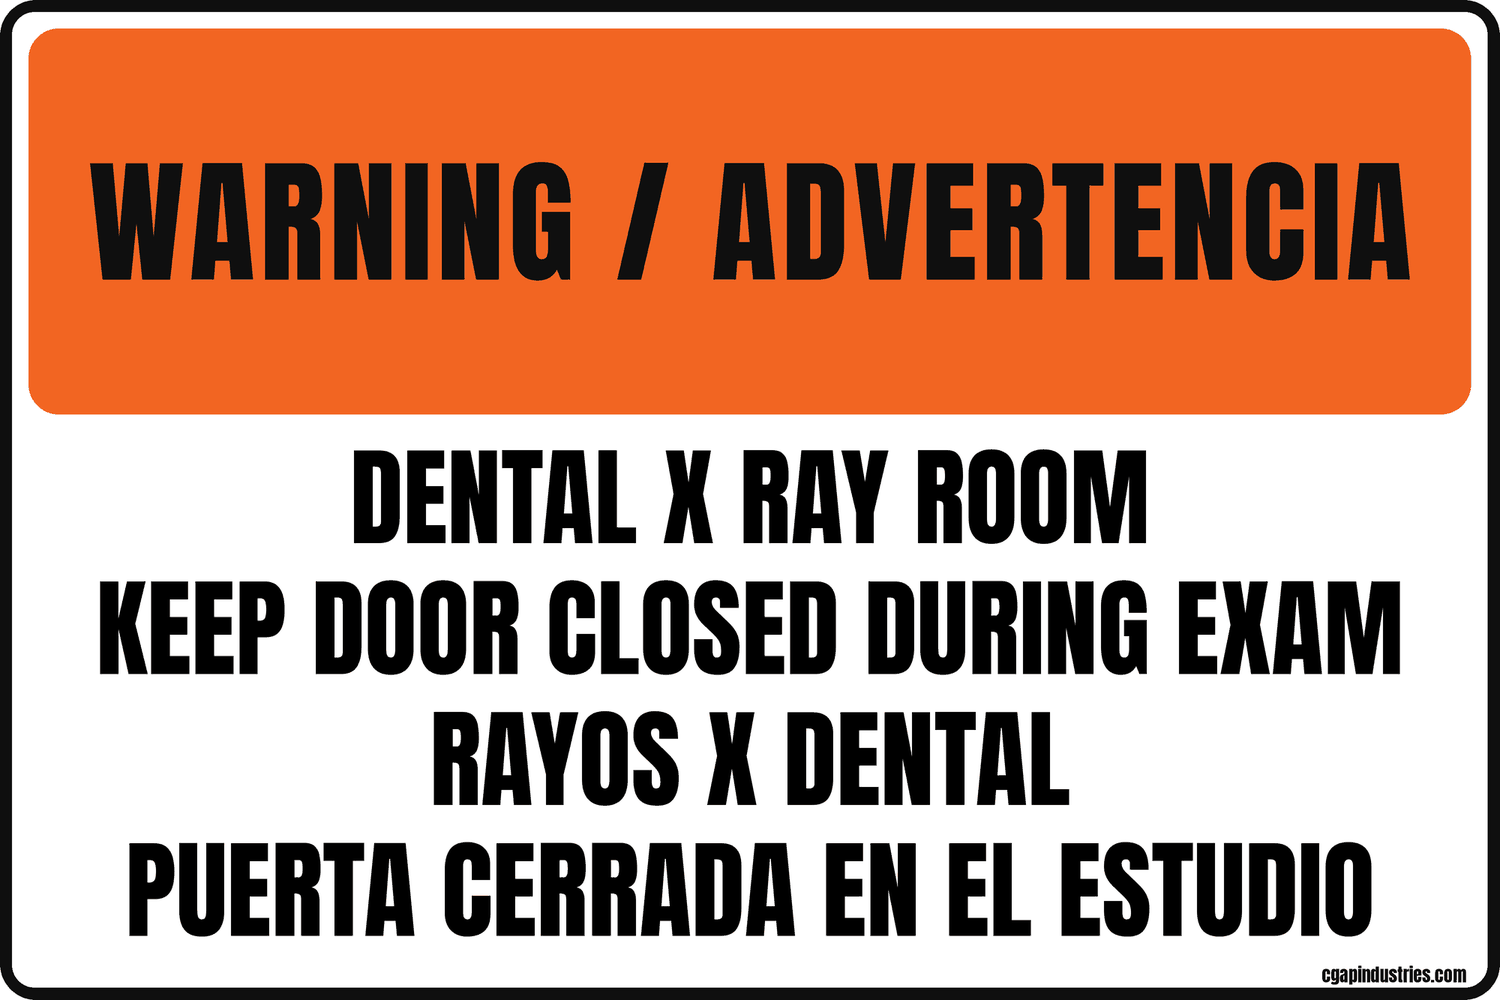 WARNING / ADVERTENCIA
DENTAL X RAY ROOM
KEEP DOOR CLOSED DURING EXAM
RAYOS X DENTAL
PUERTA CERRADA EN EL ESTUDIO
cgapindustries.com